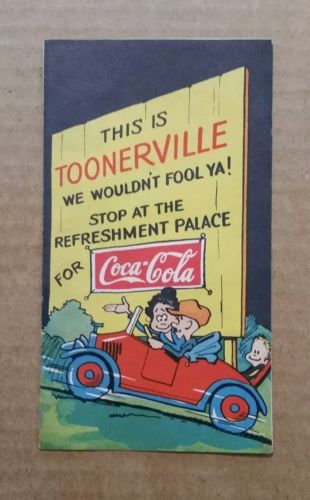 THIS IS
TOONERVILLE
WE WOULDN'T FOOL YA!
STOP AT THE
REFRESHMENT PALACE
FOR Coca-Cola